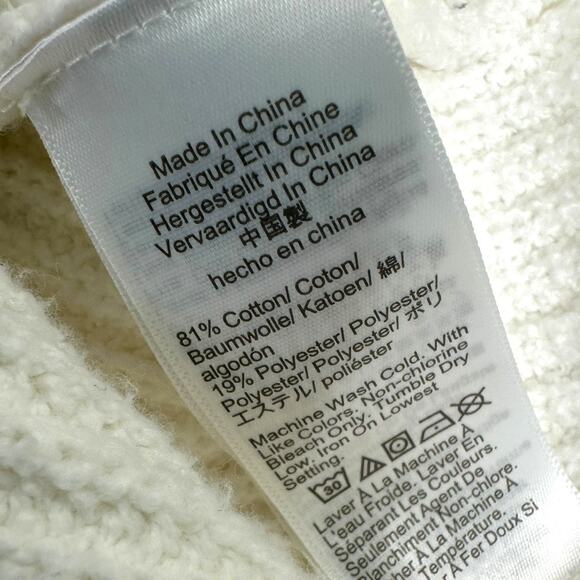 Made In China
Fabriqué En Chine
Hergestellt In China
Vervaardigd In China
中国製
hecho en china
81% Cotton/ Coton/
Baumwolle/ Katoen/ 綿/
algodón
19% Polyester/ Polyester/
Polyester/ Polyester/ ポリ
エステル/ poliéster
Machine Wash Cold. With
Like Colors. Non-chlorine
Bleach Only. Tumble Dry
Low. Iron On Lowest
Setting.
30
Laver À La Machine À
L'eau Froide. Laver En
Séparant Les Couleurs.
Seulement Agent De
Blanchiment Non-chlore.
à La Machine À
Température.
Fer Doux Si